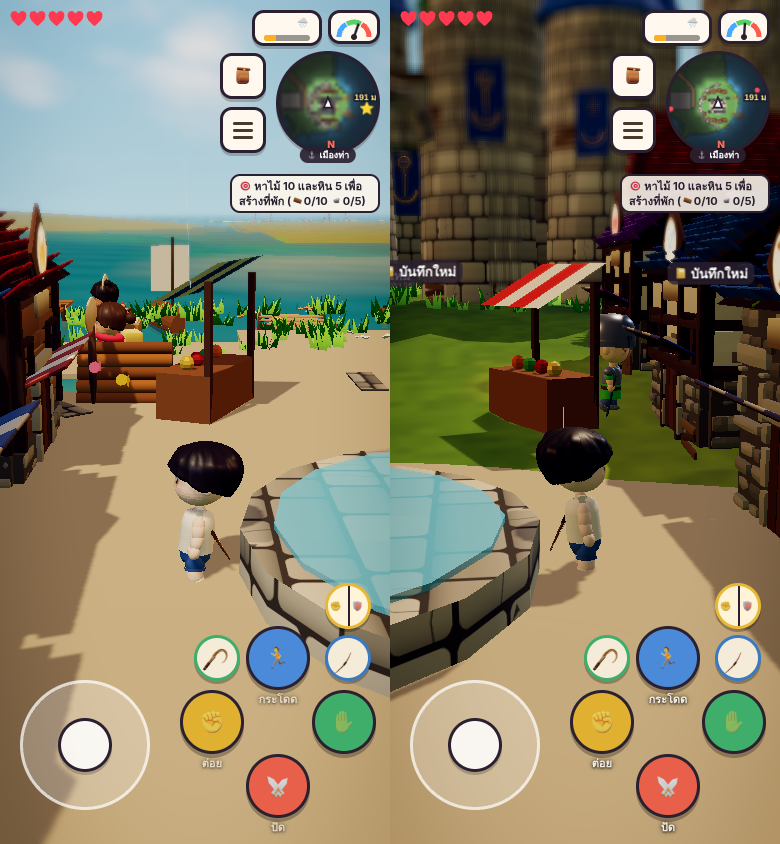 191 ม
N
⚓ เมืองท่า
🎯 หาไม้ 10 และหิน 5 เพื่อ
สร้างที่พัก (🪵0/10 🪨0/5)
กระโดด
ต่อย
ปัด
191 ม
N
⚓ เมืองท่า
🎯 หาไม้ 10 และหิน 5 เพื่อ
สร้างที่พัก (🪵0/10 🪨0/5)
บันทึกใหม่
บันทึกใหม่
กระโดด
ต่อย
ปัด